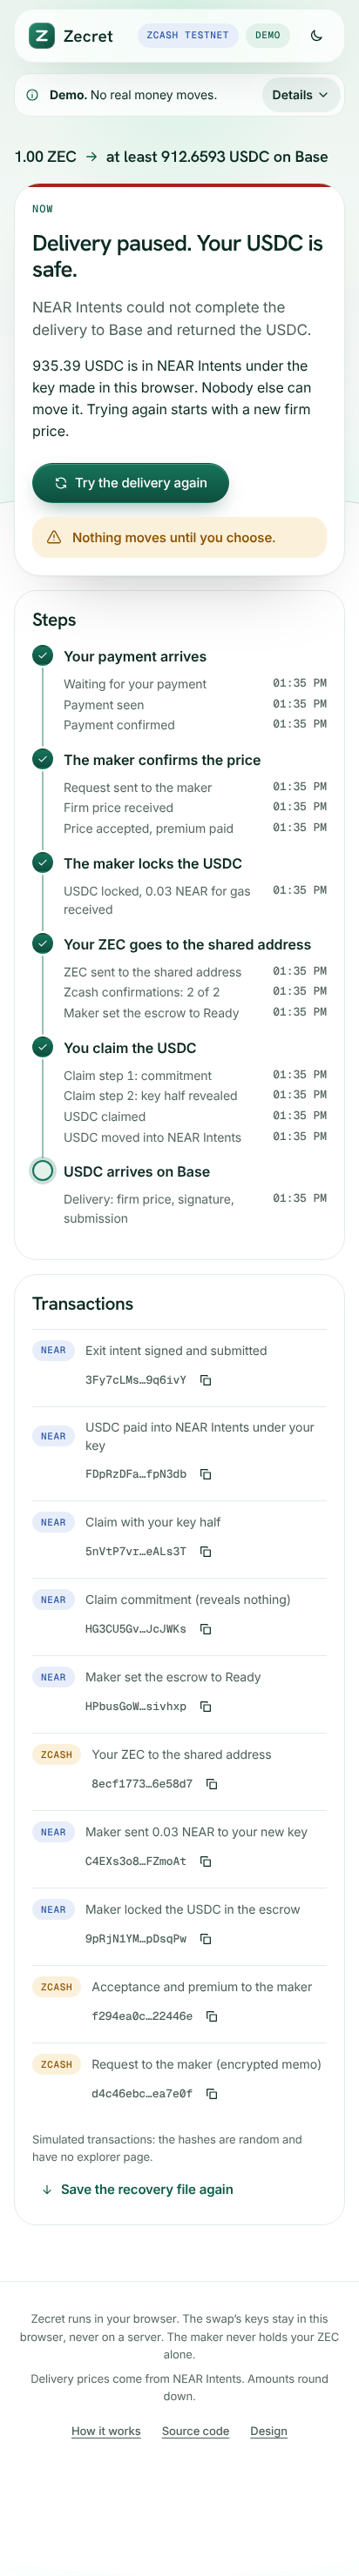 Zecret
ZCASH TESTNET
DEMO
Demo. No real money moves.
Details
1.00 ZEC → at least 912.6593 USDC on Base
NOW
Delivery paused. Your USDC is
safe.
NEAR Intents could not complete the
delivery to Base and returned the USDC.
935.39 USDC is in NEAR Intents under the
key made in this browser. Nobody else can
move it. Trying again starts with a new firm
price.
Try the delivery again
Nothing moves until you choose.
Steps
Your payment arrives
Waiting for your payment 01:35 PM
Payment seen 01:35 PM
Payment confirmed 01:35 PM
The maker confirms the price
Request sent to the maker 01:35 PM
Firm price received 01:35 PM
Price accepted, premium paid 01:35 PM
The maker locks the USDC
USDC locked, 0.03 NEAR for gas 01:35 PM
received
Your ZEC goes to the shared address
ZEC sent to the shared address 01:35 PM
Zcash confirmations: 2 of 2 01:35 PM
Maker set the escrow to Ready 01:35 PM
You claim the USDC
Claim step 1: commitment 01:35 PM
Claim step 2: key half revealed 01:35 PM
USDC claimed 01:35 PM
USDC moved into NEAR Intents 01:35 PM
USDC arrives on Base
Delivery: firm price, signature, 01:35 PM
submission
Transactions
NEAR Exit intent signed and submitted
3Fy7cLMs…9q6ivY
NEAR USDC paid into NEAR Intents under your
key
FDpRzDFa…fpN3db
NEAR Claim with your key half
5nVtP7vr…eALs3T
NEAR Claim commitment (reveals nothing)
HG3CU5Gv…JcJWKs
NEAR Maker set the escrow to Ready
HPbusGoW…sivhxp
ZCASH Your ZEC to the shared address
8ecf1773…6e58d7
NEAR Maker sent 0.03 NEAR to your new key
C4EXs3o8…FZmoAt
NEAR Maker locked the USDC in the escrow
9pRjN1YM…pDsqPw
ZCASH Acceptance and premium to the maker
f294ea0c…22446e
ZCASH Request to the maker (encrypted memo)
d4c46ebc…ea7e0f
Simulated transactions: the hashes are random and
have no explorer page.
↓ Save the recovery file again
Zecret runs in your browser. The swap's keys stay in this
browser, never on a server. The maker never holds your ZEC
alone.
Delivery prices come from NEAR Intents. Amounts round
down.
How it works Source code Design